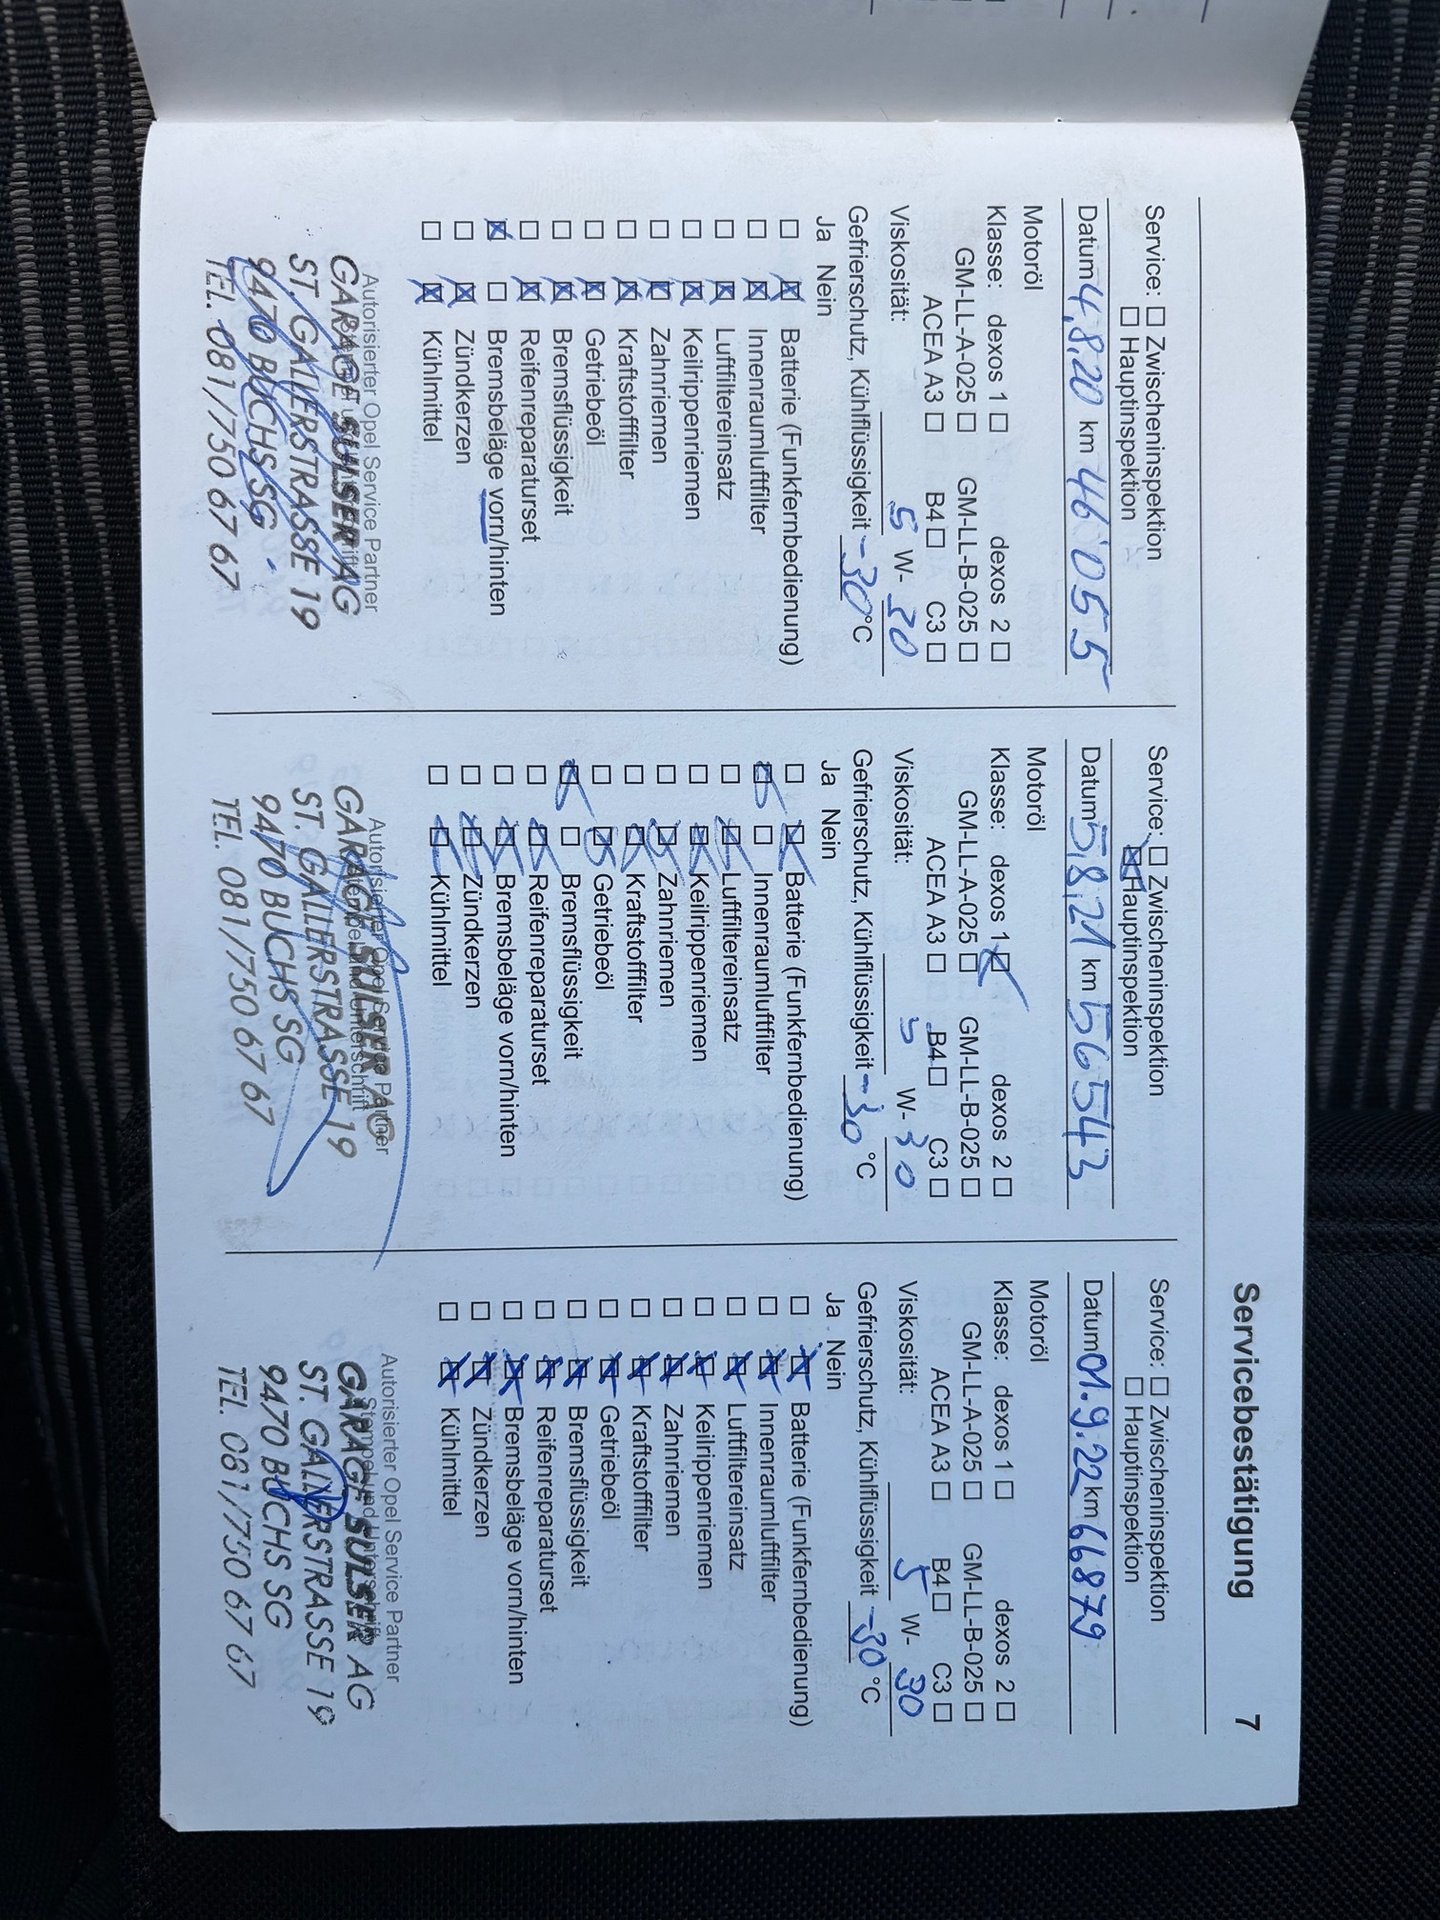 Servicebestätigung 7
Service: ☐ Zwischeninspektion
☐ Hauptinspektion
Datum 4.8.20 km 46'055
Motoröl
Klasse: dexos 1 ☐ dexos 2 ☐
GM-LL-A-025 ☐ GM-LL-B-025 ☐
ACEA A3 ☐ B4 ☐ C3 ☐
Viskosität: 5 W- 30
Gefrierschutz, Kühlflüssigkeit -30 °C
Ja Nein
☐ ☒ Batterie (Funkfernbedienung)
☐ ☒ Innenraumluftfilter
☐ ☒ Luftfiltereinsatz
☐ ☒ Keilrippenriemen
☐ ☒ Zahnriemen
☐ ☒ Kraftstofffilter
☐ ☒ Getriebeöl
☐ ☒ Bremsflüssigkeit
☐ ☒ Reifenreparaturset
☒ ☐ Bremsbeläge vorn/hinten
☐ ☒ Zündkerzen
☐ ☒ Kühlmittel
Autorisierter Opel Service Partner
GARAGE SULSER AG
ST. GALLERSTRASSE 19
9470 BUCHS SG
TEL. 081/750 67 67
Service: ☐ Zwischeninspektion
☒ Hauptinspektion
Datum 5.8.21 km 56543
Motoröl
Klasse: dexos 1 ☒ dexos 2 ☐
GM-LL-A-025 ☐ GM-LL-B-025 ☐
ACEA A3 ☐ B4 ☐ C3 ☐
Viskosität: 5 W- 30
Gefrierschutz, Kühlflüssigkeit -30 °C
Ja Nein
☐ ☒ Batterie (Funkfernbedienung)
☒ ☐ Innenraumluftfilter
☐ ☒ Luftfiltereinsatz
☐ ☒ Keilrippenriemen
☐ ☒ Zahnriemen
☐ ☒ Kraftstofffilter
☐ ☒ Getriebeöl
☒ ☐ Bremsflüssigkeit
☐ ☒ Reifenreparaturset
☐ ☒ Bremsbeläge vorn/hinten
☐ ☒ Zündkerzen
☐ ☒ Kühlmittel
Autorisierter Opel Service Partner
Stempel und Unterschrift
GARAGE SULSER AG
ST. GALLERSTRASSE 19
9470 BUCHS SG
TEL. 081/750 67 67
Service: ☐ Zwischeninspektion
☐ Hauptinspektion
Datum 01.9.22 km 66879
Motoröl
Klasse: dexos 1 ☐ dexos 2 ☐
GM-LL-A-025 ☐ GM-LL-B-025 ☐
ACEA A3 ☐ B4 ☐ C3 ☐
Viskosität: 5 W- 30
Gefrierschutz, Kühlflüssigkeit -30 °C
Ja Nein
☐ ☒ Batterie (Funkfernbedienung)
☐ ☒ Innenraumluftfilter
☐ ☒ Luftfiltereinsatz
☐ ☒ Keilrippenriemen
☐ ☒ Zahnriemen
☐ ☒ Kraftstofffilter
☐ ☒ Getriebeöl
☐ ☒ Bremsflüssigkeit
☐ ☒ Reifenreparaturset
☐ ☒ Bremsbeläge vorn/hinten
☐ ☒ Zündkerzen
☐ ☒ Kühlmittel
Autorisierter Opel Service Partner
GARAGE SULSER AG
ST. GALLERSTRASSE 19
9470 BUCHS SG
TEL. 081/750 67 67